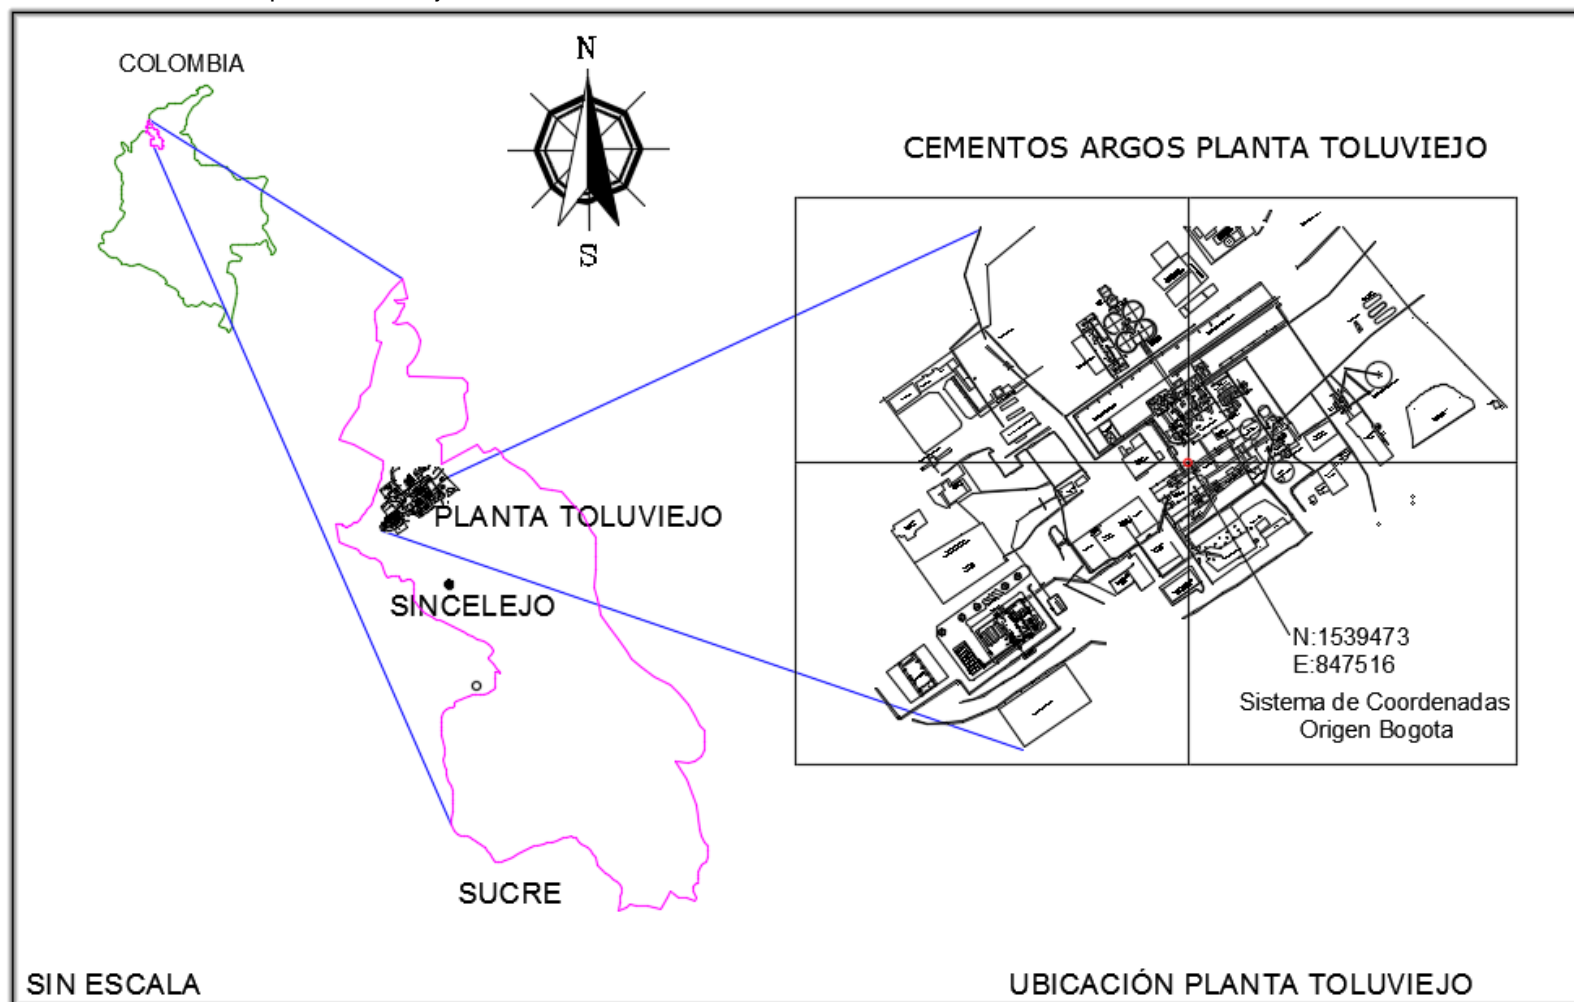 COLOMBIA
N
S
CEMENTOS ARGOS PLANTA TOLUVIEJO
PLANTA TOLUVIEJO
SINCELEJO
N:1539473
E:847516
Sistema de Coordenadas
Origen Bogota
SUCRE
SIN ESCALA
UBICACIÓN PLANTA TOLUVIEJO